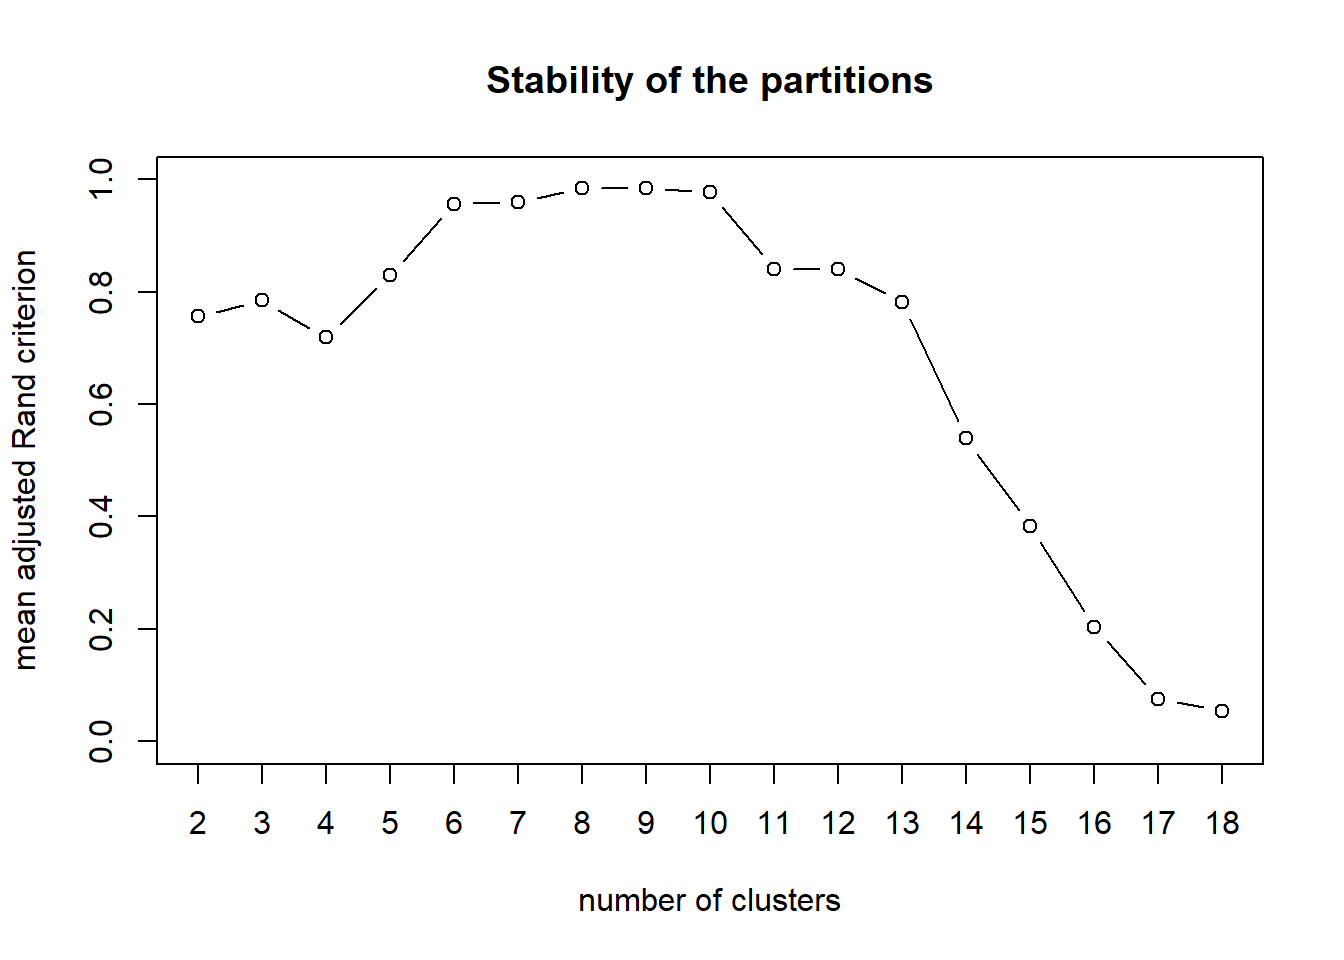 Stability of the partitions
mean adjusted Rand criterion
1.0
0.8
0.6
0.4
0.2
0.0
2 3 4 5 6 7 8 9 10 11 12 13 14 15 16 17 18
number of clusters